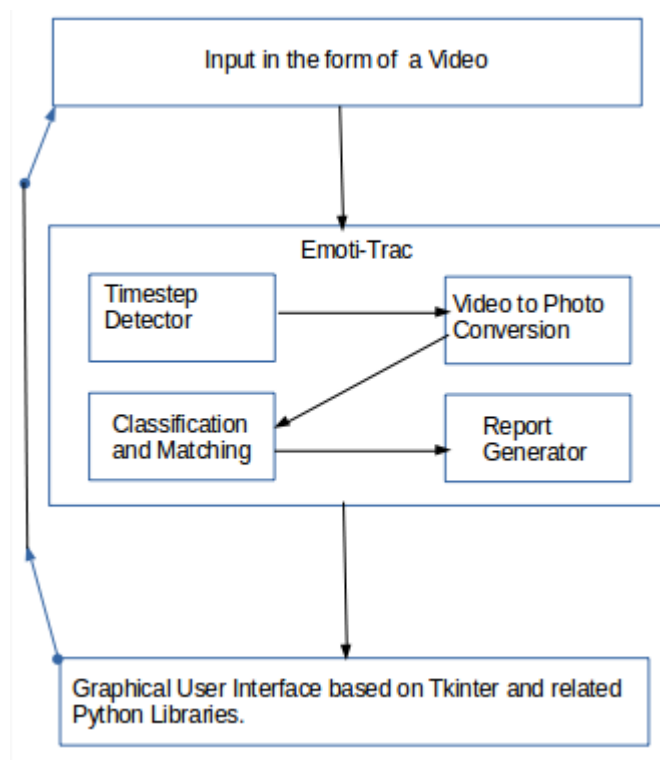 Input in the form of a Video
Emoti-Trac
Timestep
Detector
Video to Photo
Conversion
Classification
and Matching
Report
Generator
Graphical User Interface based on Tkinter and related
Python Libraries.